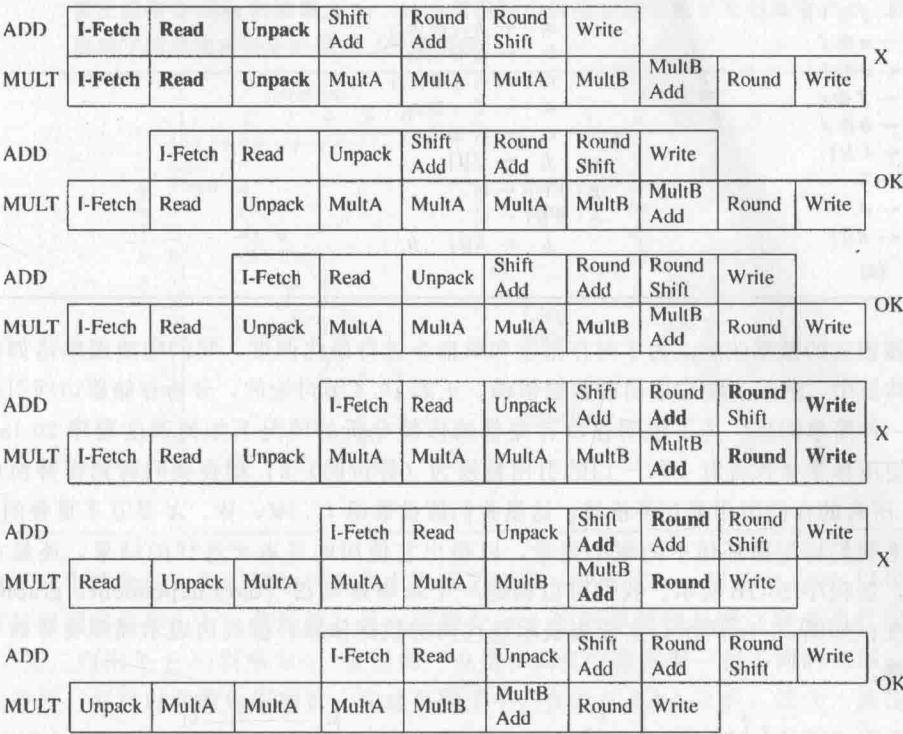 ADD I-Fetch Read Unpack Shift Add Round Add Round Shift Write
MULT I-Fetch Read Unpack MultA MultA MultA MultB MultB Add Round Write X
ADD I-Fetch Read Unpack Shift Add Round Add Round Shift Write
MULT I-Fetch Read Unpack MultA MultA MultA MultB MultB Add Round Write OK
ADD I-Fetch Read Unpack Shift Add Round Add Round Shift Write
MULT I-Fetch Read Unpack MultA MultA MultA MultB MultB Add Round Write OK
ADD I-Fetch Read Unpack Shift Add Round Add Round Shift Write
MULT I-Fetch Read Unpack MultA MultA MultA MultB MultB Add Round Write X
ADD I-Fetch Read Unpack Shift Add Round Add Round Shift
MULT Read Unpack MultA MultA MultA MultB MultB Add Round Write X
ADD I-Fetch Read Unpack Shift Add Round Add Round Shift Write
MULT Unpack MultA MultA MultA MultB MultB Add Round Write OK